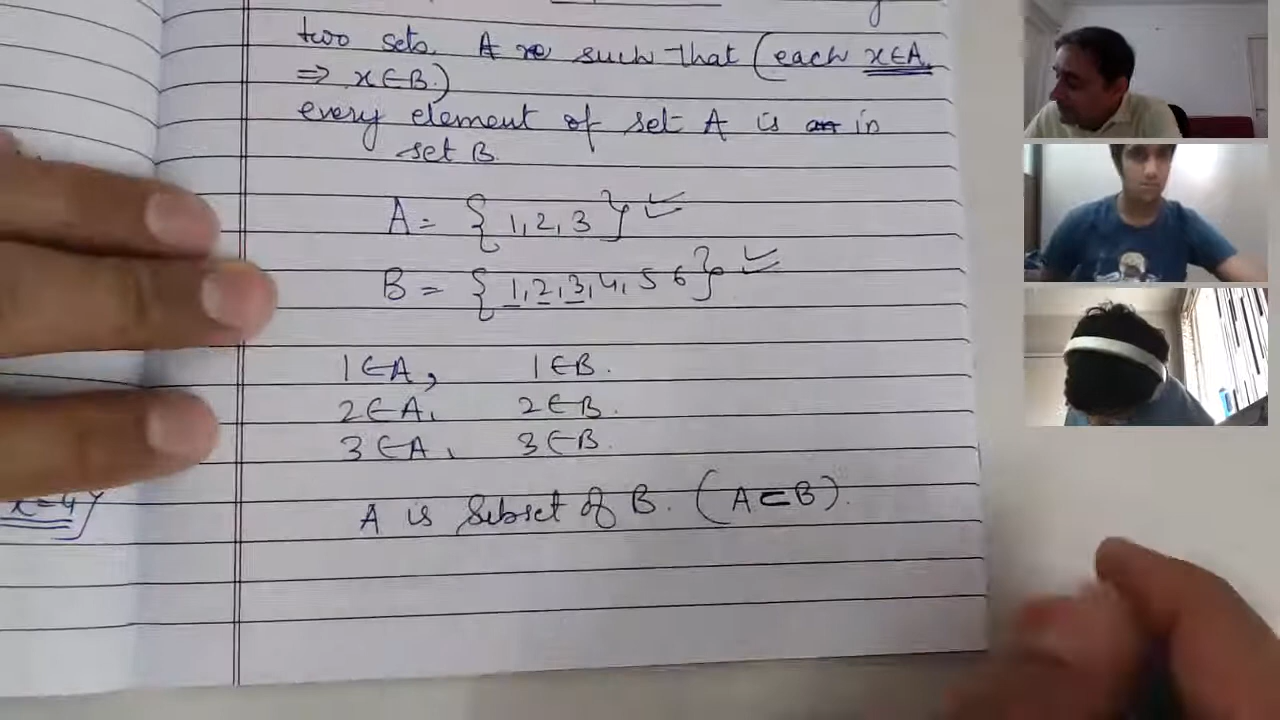 two sets A such that (each x∈A
⇒ x∈B.)
every element of set A is in
set B.
A = { 1, 2, 3 }
B = { 1, 2, 3, 4, 5 6 }
1∈A, 1∈B.
2∈A, 2∈B.
3∈A, 3∈B.
x=4}
A is Subset of B. (A⊂B).